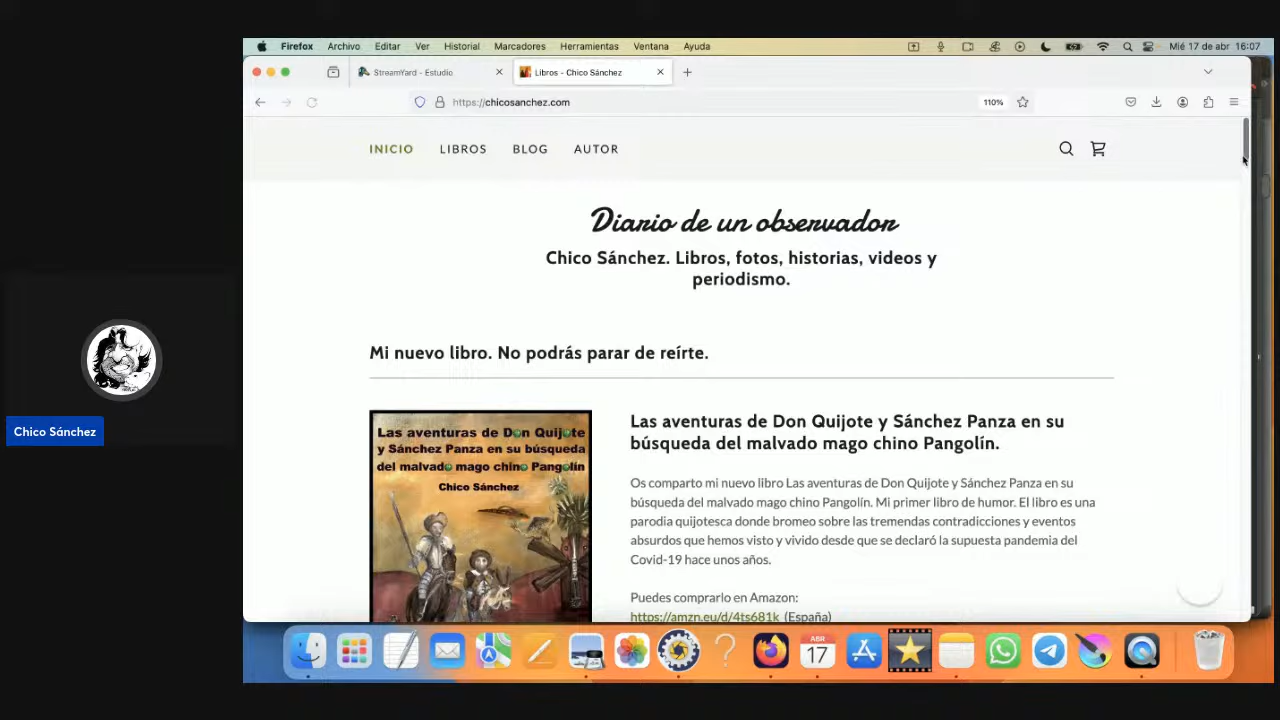 Firefox Archivo Editar Ver Historial Marcadores Herramientas Ventana Ayuda Mié 17 de abr 16:07
StreamYard - Estudio Libros - Chico Sánchez
https://chicosanchez.com 110%
INICIO LIBROS BLOG AUTOR
Diario de un observador
Chico Sánchez. Libros, fotos, historias, videos y
periodismo.
Mi nuevo libro. No podrás parar de reírte.
Las aventuras de Don Quijote
y Sánchez Panza en su búsqueda
del malvado mago chino Pangolín
Chico Sánchez
Las aventuras de Don Quijote y Sánchez Panza en su
búsqueda del malvado mago chino Pangolín.
Os comparto mi nuevo libro Las aventuras de Don Quijote y Sánchez Panza en su
búsqueda del malvado mago chino Pangolín. Mi primer libro de humor. El libro es una
parodia quijotesca donde bromeo sobre las tremendas contradicciones y eventos
absurdos que hemos visto y vivido desde que se declaró la supuesta pandemia del
Covid-19 hace unos años.
Puedes comprarlo en Amazon:
https://amzn.eu/d/4ts681k (España)
Chico Sánchez
ABR
17